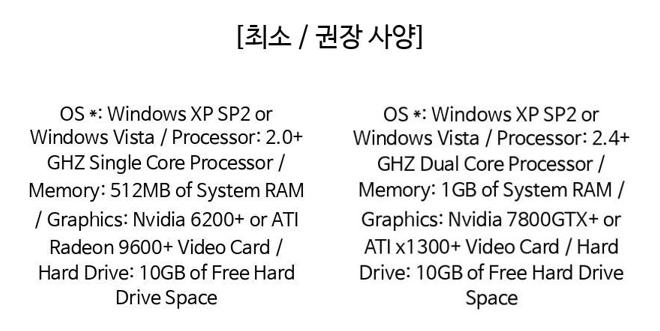 [최소 / 권장 사양]
OS *: Windows XP SP2 or
Windows Vista / Processor: 2.0+
GHZ Single Core Processor /
Memory: 512MB of System RAM
/ Graphics: Nvidia 6200+ or ATI
Radeon 9600+ Video Card /
Hard Drive: 10GB of Free Hard
Drive Space
OS *: Windows XP SP2 or
Windows Vista / Processor: 2.4+
GHZ Dual Core Processor /
Memory: 1GB of System RAM /
Graphics: Nvidia 7800GTX+ or
ATI x1300+ Video Card / Hard
Drive: 10GB of Free Hard Drive
Space